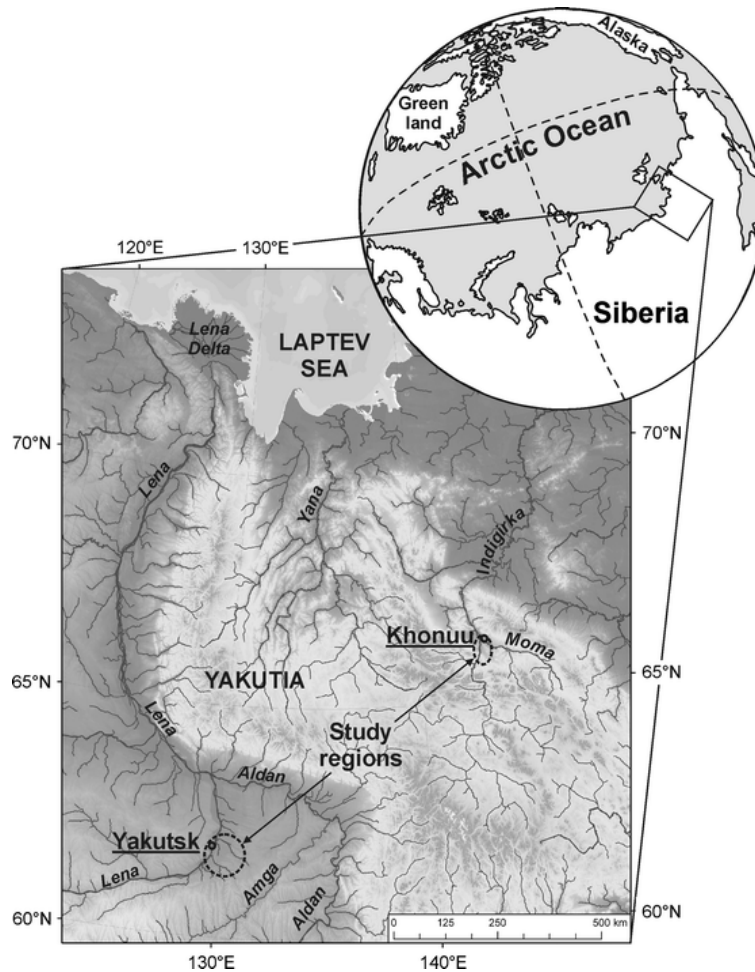 Alaska
Green
land
Arctic Ocean
Siberia
120°E
130°E
Lena
Delta
LAPTEV
SEA
70°N
70°N
Lena
Yana
Indigirka
Khonuu
Moma
65°N
65°N
YAKUTIA
Lena
Study
regions
Aldan
Yakutsk
Lena
Amga
Aldan
60°N
60°N
0 125 250 500 km
130°E
140°E